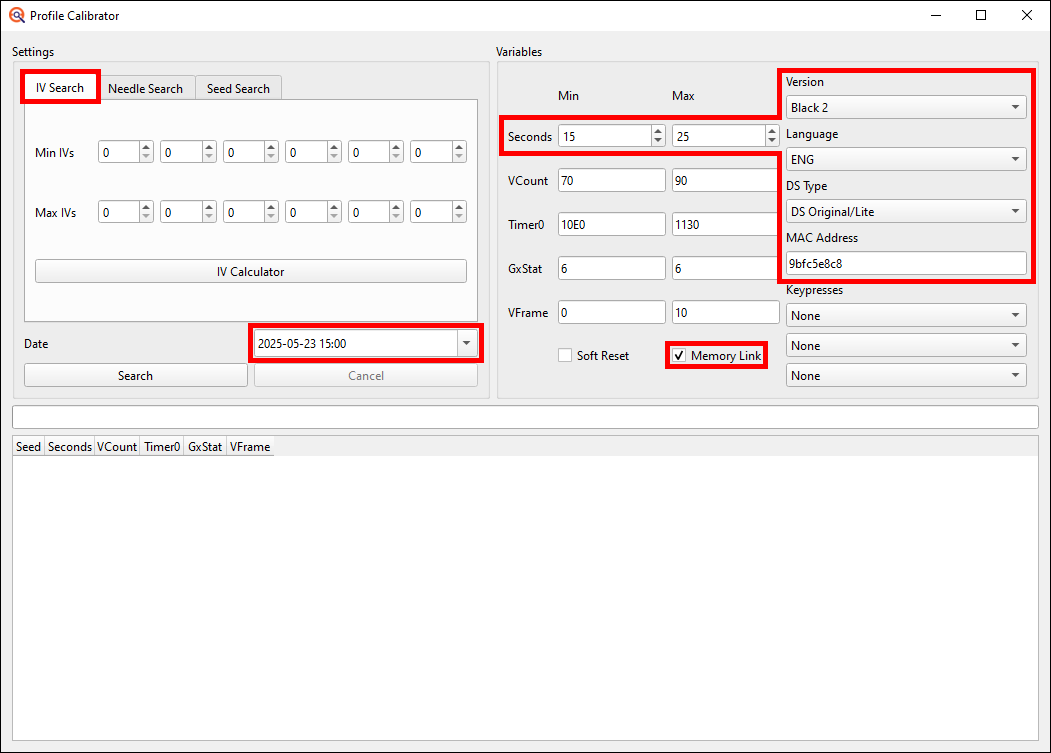 Profile Calibrator
Settings
IV Search Needle Search Seed Search
Min IVs 0 0 0 0 0 0
Max IVs 0 0 0 0 0 0
IV Calculator
Date 2025-05-23 15:00
Search Cancel
Variables
Min Max
Seconds 15 25
VCount 70 90
Timer0 10E0 1130
GxStat 6 6
VFrame 0 10
Soft Reset Memory Link
Version
Black 2
Language
ENG
DS Type
DS Original/Lite
MAC Address
9bfc5e8c8
Keypresses
None
None
None
Seed Seconds VCount Timer0 GxStat VFrame